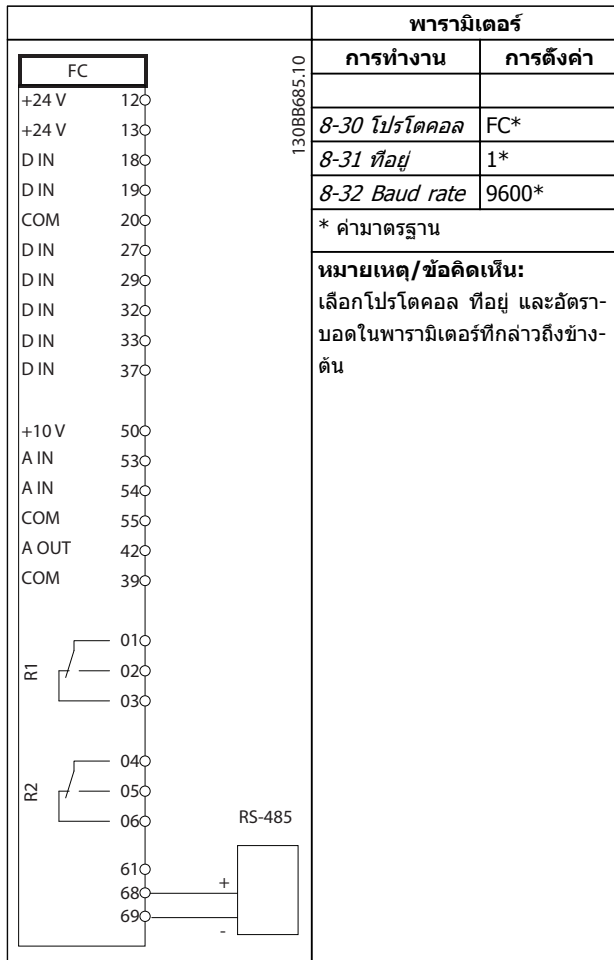 พารามิเตอร์
การทำงาน การตั้งค่า
8-30 โปรโตคอล FC*
8-31 ที่อยู่ 1*
8-32 Baud rate 9600*
* ค่ามาตรฐาน
หมายเหตุ/ข้อคิดเห็น:
เลือกโปรโตคอล ที่อยู่ และอัตรา-
บอดในพารามิเตอร์ที่กล่าวถึงข้าง-
ต้น
130BB685.10
FC
+24 V 12
+24 V 13
D IN 18
D IN 19
COM 20
D IN 27
D IN 29
D IN 32
D IN 33
D IN 37
+10 V 50
A IN 53
A IN 54
COM 55
A OUT 42
COM 39
R1
01
02
03
R2
04
05
06
RS-485
61
68 +
69 -